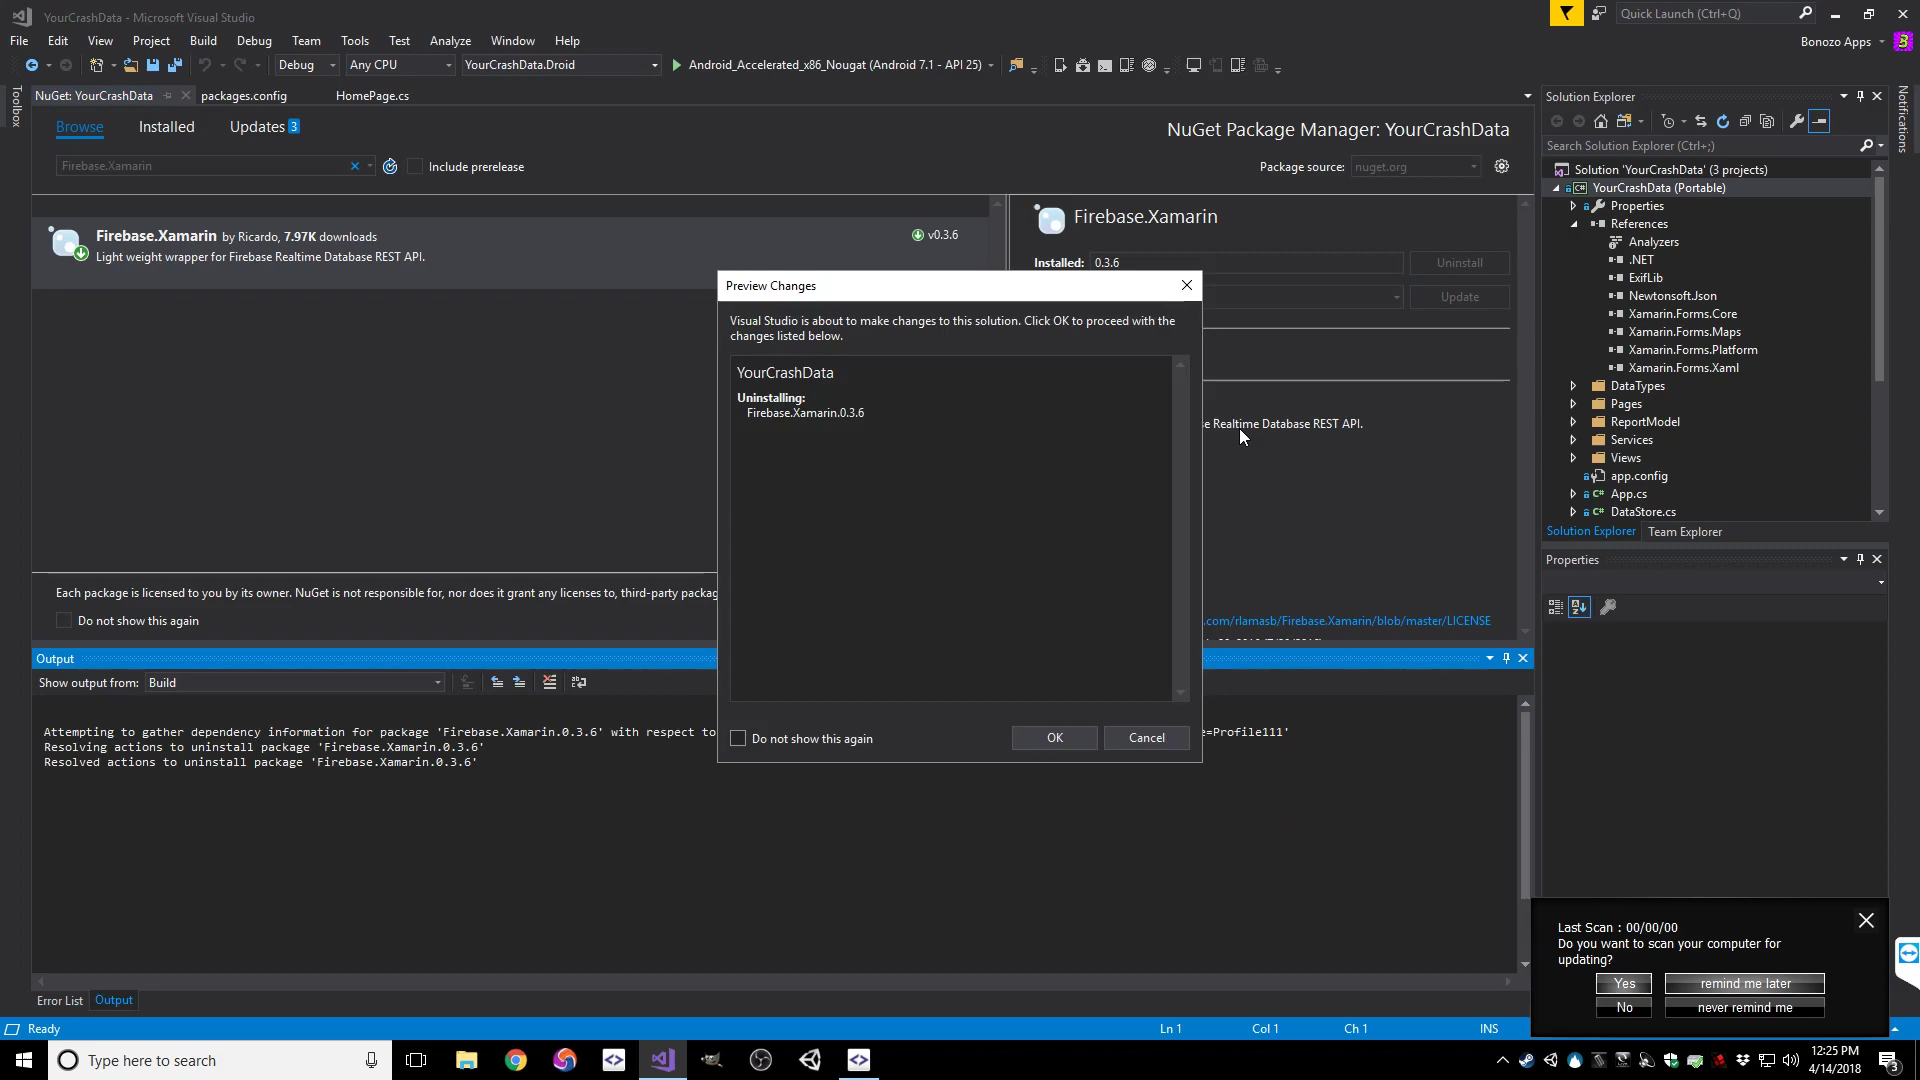 YourCrashData - Microsoft Visual Studio
Quick Launch (Ctrl+Q)
File Edit View Project Build Debug Team Tools Test Analyze Window Help
Bonozo Apps
Debug Any CPU YourCrashData.Droid Android_Accelerated_x86_Nougat (Android 7.1 - API 25)
Toolbox
NuGet: YourCrashData packages.config HomePage.cs
Browse Installed Updates 3
NuGet Package Manager: YourCrashData
Firebase.Xamarin Include prerelease
Package source: nuget.org
Firebase.Xamarin by Ricardo, 7.97K downloads v0.3.6
Light weight wrapper for Firebase Realtime Database REST API.
Firebase.Xamarin
Installed: 0.3.6 Uninstall
Update
Preview Changes
Visual Studio is about to make changes to this solution. Click OK to proceed with the
changes listed below.
YourCrashData
Uninstalling:
Firebase.Xamarin.0.3.6
Do not show this again OK Cancel
e Realtime Database REST API.
Each package is licensed to you by its owner. NuGet is not responsible for, nor does it grant any licenses to, third-party packag
Do not show this again
.com/rlamasb/Firebase.Xamarin/blob/master/LICENSE
Output
Show output from: Build
Attempting to gather dependency information for package 'Firebase.Xamarin.0.3.6' with respect to
e=Profile111'
Resolving actions to uninstall package 'Firebase.Xamarin.0.3.6'
Resolved actions to uninstall package 'Firebase.Xamarin.0.3.6'
Error List Output
Ready Ln 1 Col 1 Ch 1 INS
Solution Explorer
Search Solution Explorer (Ctrl+;)
Solution 'YourCrashData' (3 projects)
YourCrashData (Portable)
Properties
References
Analyzers
.NET
ExifLib
Newtonsoft.Json
Xamarin.Forms.Core
Xamarin.Forms.Maps
Xamarin.Forms.Platform
Xamarin.Forms.Xaml
DataTypes
Pages
ReportModel
Services
Views
app.config
App.cs
DataStore.cs
Solution Explorer Team Explorer
Properties
Notifications
Last Scan : 00/00/00
Do you want to scan your computer for
updating?
Yes remind me later
No never remind me
Type here to search
12:25 PM
4/14/2018
3